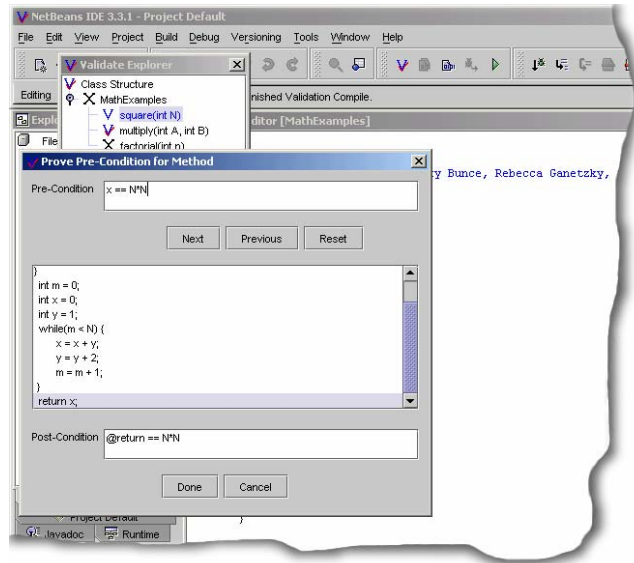 NetBeans IDE 3.3.1 - Project Default
File Edit View Project Build Debug Versioning Tools Window Help
Validate Explorer
Class Structure
Editing
MathExamples
nished Validation Compile.
square(int N)
Explo
ditor [MathExamples]
multiply(int A, int B)
File
factorial(int n)
Prove Pre-Condition for Method
y Bunce, Rebecca Ganetzky,
Pre-Condition x == N*N
Next Previous Reset
}
int m = 0;
int x = 0;
int y = 1;
while(m < N) {
x = x + y;
y = y + 2;
m = m + 1;
}
return x;
Post-Condition @return == N*N
Done Cancel
Project Default
}
Javadoc Runtime